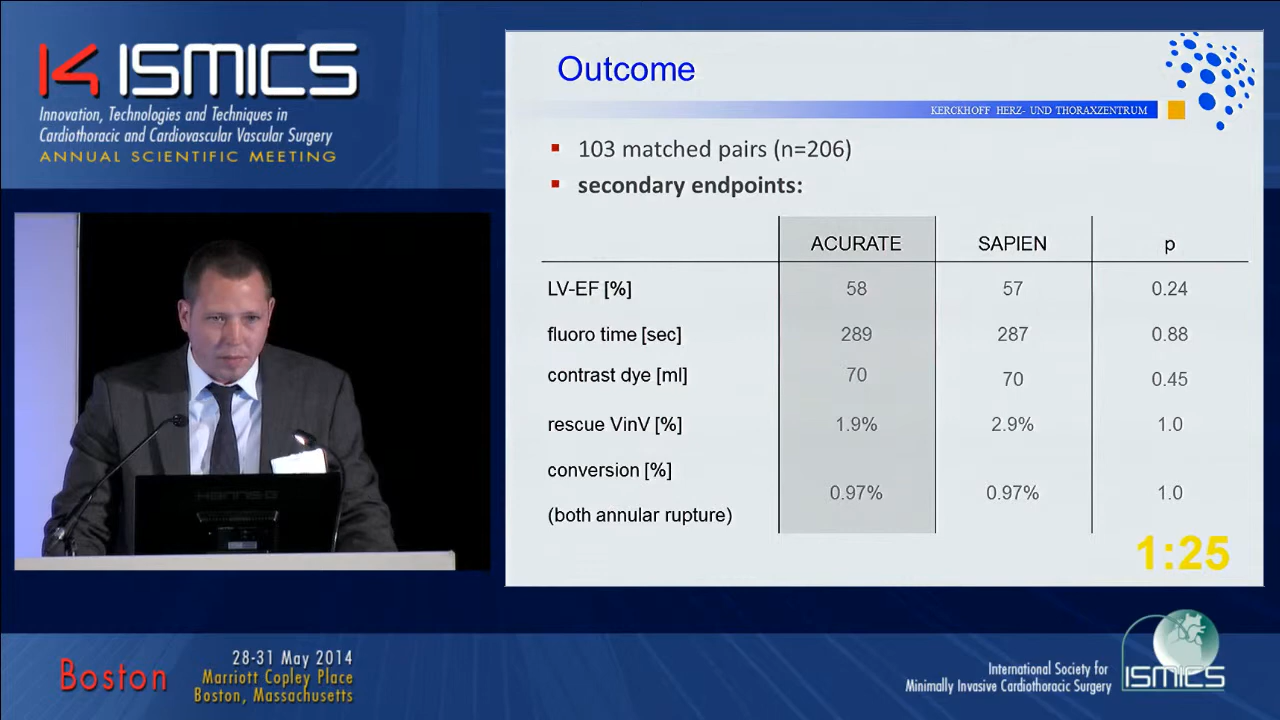 14 ISMICS
Innovation, Technologies and Techniques in
Cardiothoracic and Cardiovascular Vascular Surgery
ANNUAL SCIENTIFIC MEETING
Outcome
KERCKHOFF HERZ- UND THORAXZENTRUM
103 matched pairs (n=206)
secondary endpoints:
ACURATE SAPIEN p
LV-EF [%] 58 57 0.24
fluoro time [sec] 289 287 0.88
contrast dye [ml] 70 70 0.45
rescue VinV [%] 1.9% 2.9% 1.0
conversion [%]
0.97% 0.97% 1.0
(both annular rupture)
1:25
Boston
28-31 May 2014
Marriott Copley Place
Boston, Massachusetts
International Society for
Minimally Invasive Cardiothoracic Surgery
ISMICS